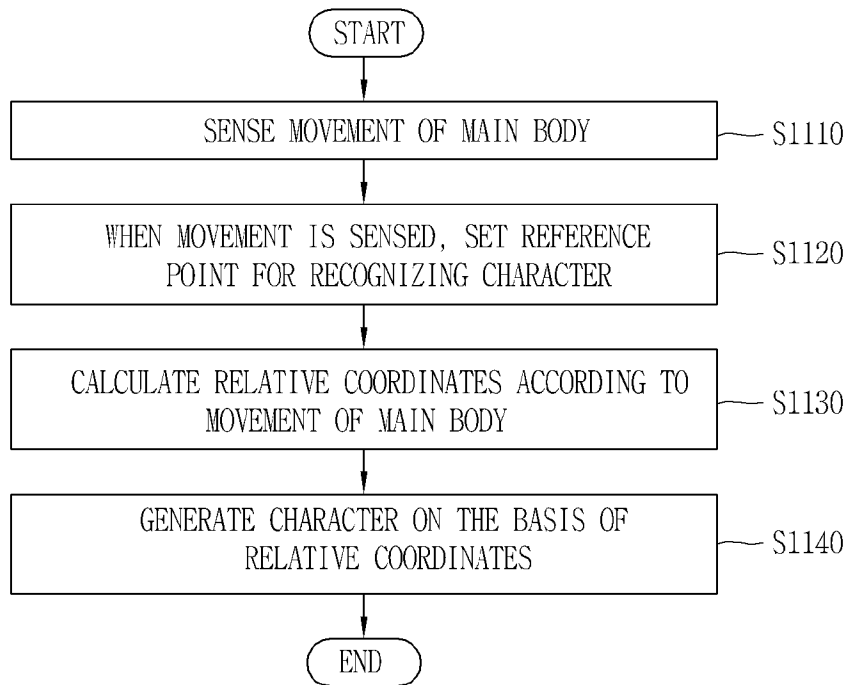 START
SENSE MOVEMENT OF MAIN BODY
S1110
WHEN MOVEMENT IS SENSED, SET REFERENCE
POINT FOR RECOGNIZING CHARACTER
S1120
CALCULATE RELATIVE COORDINATES ACCORDING TO
MOVEMENT OF MAIN BODY
S1130
GENERATE CHARACTER ON THE BASIS OF
RELATIVE COORDINATES
S1140
END